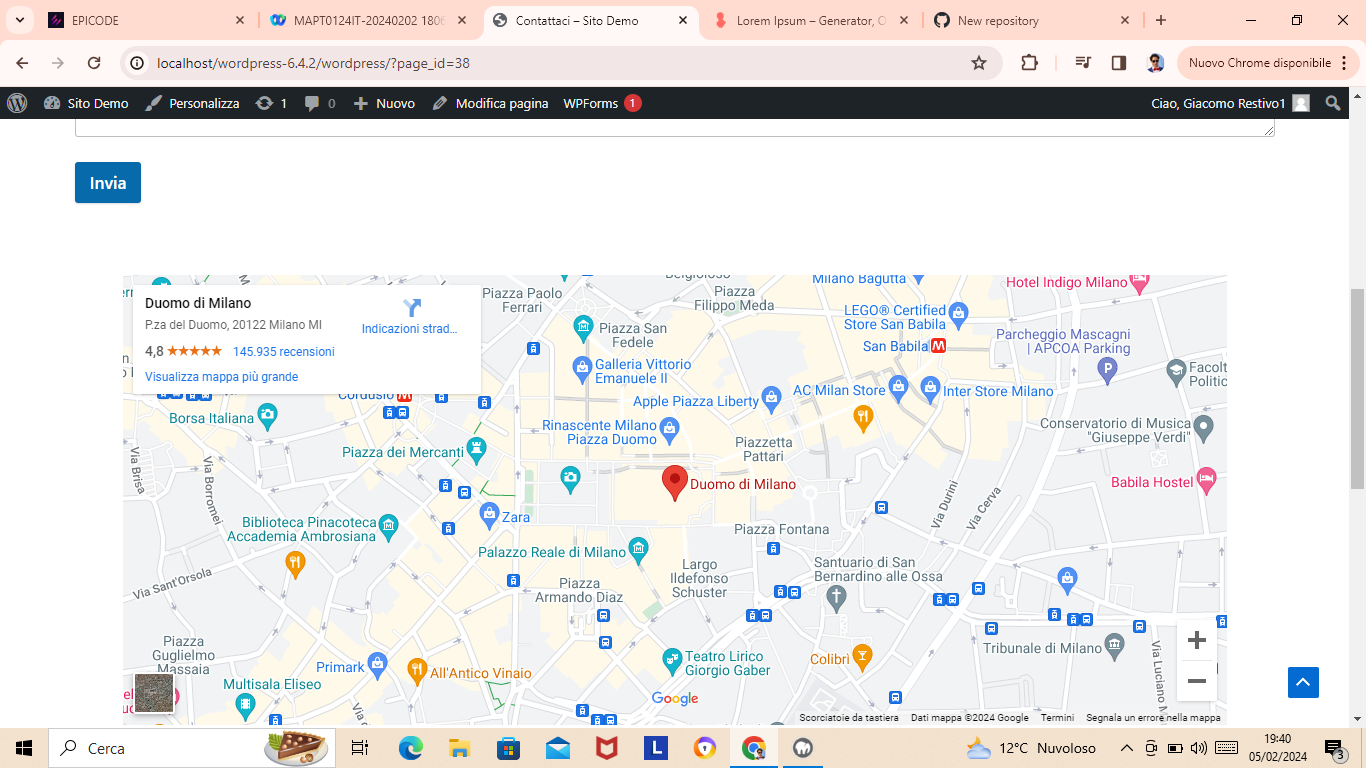 EPICODE
MAPT0124IT-20240202 1806
Contattaci – Sito Demo
Lorem Ipsum – Generator, O
New repository
localhost/wordpress-6.4.2/wordpress/?page_id=38
Nuovo Chrome disponibile
Sito Demo
Personalizza
1
0
Nuovo
Modifica pagina
WPForms 1
Ciao, Giacomo Restivo1
Invia
Duomo di Milano
P.za del Duomo, 20122 Milano MI
4,8
145.935 recensioni
Visualizza mappa più grande
Indicazioni strad...
Piazza Paolo
Ferrari
Piazza
Filippo Meda
Milano Bagutta
Hotel Indigo Milano
LEGO® Certified
Store San Babila
San Babila M
Parcheggio Mascagni
| APCOA Parking
P
Piazza San
Fedele
Galleria Vittorio
Emanuele II
Facolt
Politic
Apple Piazza Liberty
AC Milan Store
Inter Store Milano
Cordusio
Borsa Italiana
Rinascente Milano
Piazza Duomo
Piazzetta
Pattari
Conservatorio di Musica
"Giuseppe Verdi"
Piazza dei Mercanti
Via Brisa
Via Borromei
Duomo di Milano
Babila Hostel
Via Durini
Via Cerva
Zara
Biblioteca Pinacoteca
Accademia Ambrosiana
Piazza Fontana
Palazzo Reale di Milano
Largo
Ildefonso
Schuster
Santuario di San
Bernardino alle Ossa
Via Sant'Orsola
Piazza
Armando Diaz
Piazza
Guglielmo
Massaia
Primark
All'Antico Vinaio
Teatro Lirico
Giorgio Gaber
Colibrì
Tribunale di Milano
Via Luciano M
Multisala Eliseo
Google
Scorciatoie da tastiera
Dati mappa ©2024 Google
Termini
Segnala un errore nella mappa
Cerca
L
12°C Nuvoloso
19:40
05/02/2024
3